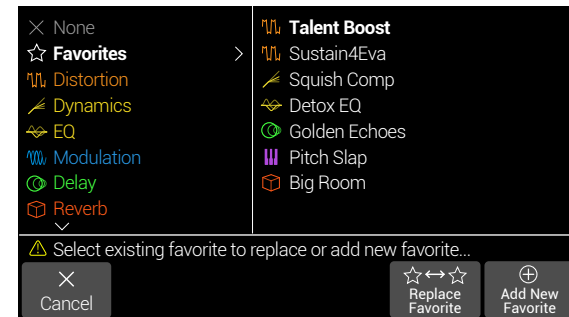 None
Favorites
Distortion
Dynamics
EQ
Modulation
Delay
Reverb
Talent Boost
Sustain4Eva
Squish Comp
Detox EQ
Golden Echoes
Pitch Slap
Big Room
Select existing favorite to replace or add new favorite...
Cancel
Replace
Favorite
Add New
Favorite